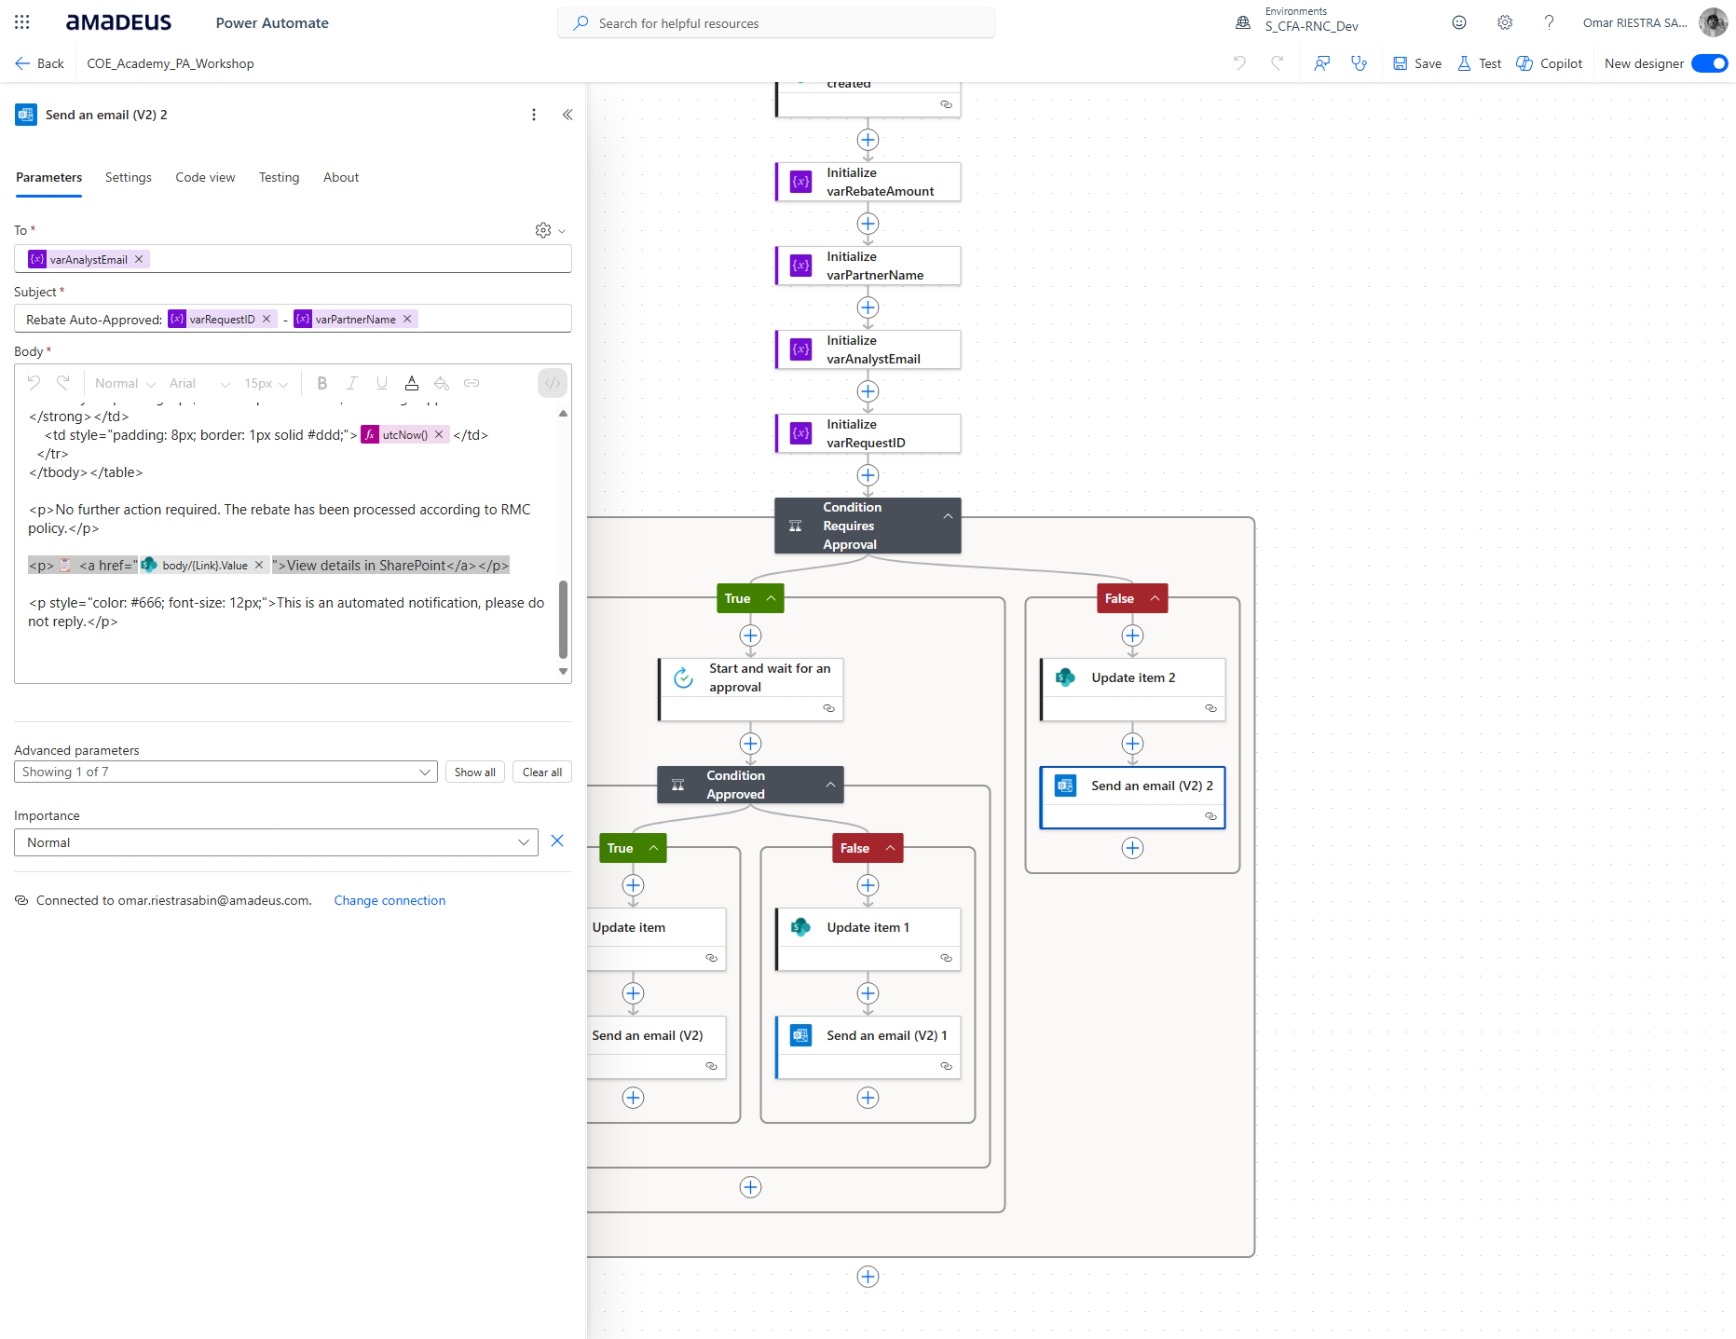 amadeus
Power Automate
Search for helpful resources
Environments
S_CFA-RNC_Dev
Omar RIESTRA SA...
Back
COE_Academy_PA_Workshop
Save
Test
Copilot
New designer
Send an email (V2) 2
Parameters
Settings
Code view
Testing
About
To *
{x} varAnalystEmail
Subject *
Rebate Auto-Approved: {x} varRequestID - {x} varPartnerName
Body *
Normal
Arial
15px
B I U A </>
</strong></td>
<td style="padding: 8px; border: 1px solid #ddd;"> fx utcNow() </td>
</tr>
</tbody></table>
<p>No further action required. The rebate has been processed according to RMC
policy.</p>
<p>📋 <a href=" body/{Link}.Value ">View details in SharePoint</a></p>
<p style="color: #666; font-size: 12px;">This is an automated notification, please do
not reply.</p>
Advanced parameters
Showing 1 of 7
Show all
Clear all
Importance
Normal
Connected to omar.riestrasabin@amadeus.com.
Change connection
created
{x} Initialize
varRebateAmount
{x} Initialize
varPartnerName
{x} Initialize
varAnalystEmail
{x} Initialize
varRequestID
Condition
Requires
Approval
True
False
Start and wait for an
approval
Update item 2
Condition
Approved
Send an email (V2) 2
True
False
Update item
Update item 1
Send an email (V2)
Send an email (V2) 1